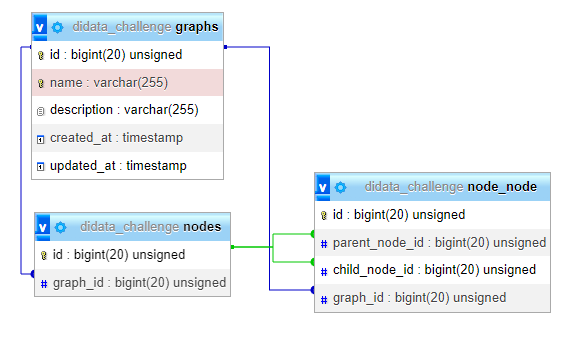 v didata_challenge graphs
id : bigint(20) unsigned
name : varchar(255)
description : varchar(255)
created_at : timestamp
updated_at : timestamp
v didata_challenge nodes
id : bigint(20) unsigned
# graph_id : bigint(20) unsigned
v didata_challenge node_node
id : bigint(20) unsigned
# parent_node_id : bigint(20) unsigned
# child_node_id : bigint(20) unsigned
# graph_id : bigint(20) unsigned